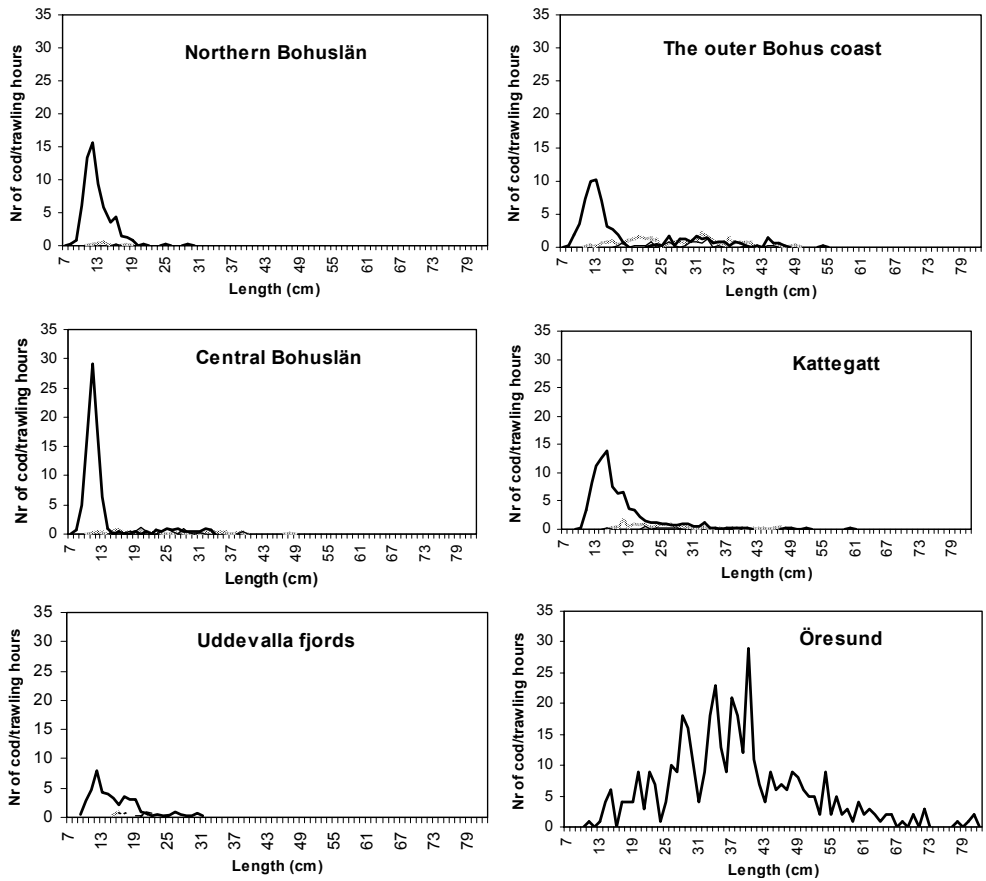 Northern Bohuslän
Nr of cod/trawling hours
35
30
25
20
15
10
5
0
7 13 19 25 31 37 43 49 55 61 67 73 79
Length (cm)
The outer Bohus coast
Nr of cod/trawling hours
35
30
25
20
15
10
5
0
7 13 19 25 31 37 43 49 55 61 67 73 79
Length (cm)
Central Bohuslän
Nr of cod/trawling hours
35
30
25
20
15
10
5
0
7 13 19 25 31 37 43 49 55 61 67 73 79
Length (cm)
Kattegatt
Nr of cod/trawling hours
35
30
25
20
15
10
5
0
7 13 19 25 31 37 43 49 55 61 67 73 79
Length (cm)
Uddevalla fjords
Nr of cod/trawling hours
35
30
25
20
15
10
5
0
7 13 19 25 31 37 43 49 55 61 67 73 79
Length (cm)
Öresund
Nr of cod/trawling hours
35
30
25
20
15
10
5
0
7 13 19 25 31 37 43 49 55 61 67 73 79
Length (cm)